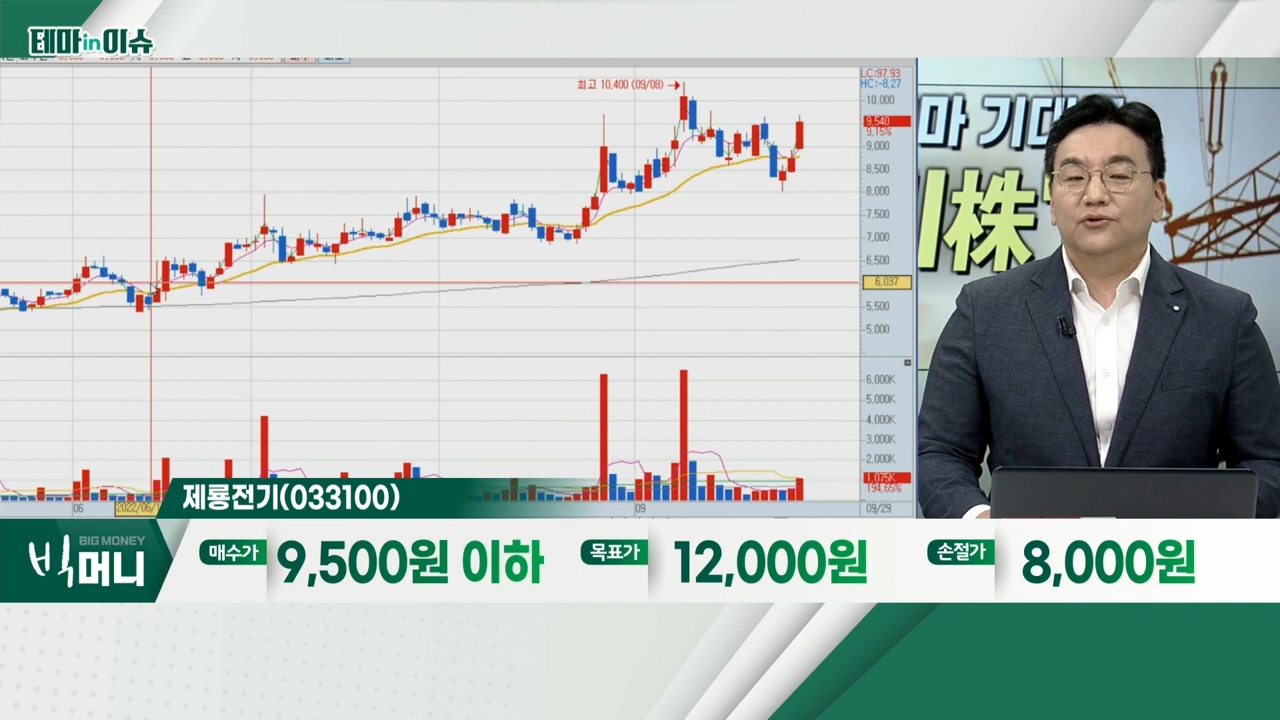 테마in이슈
최고 10,400 (09/08)
LC:97.93
HC:-8.27
10,000
9,540
9.15%
9,000
8,500
8,000
7,500
7,000
6,500
6,037
5,500
5,000
6,000K
5,000K
4,000K
3,000K
2,000K
1,075K
194.65%
06
2022/06/
09
09/29
마 기대
株
제룡전기(033100)
BIG MONEY
빅머니
매수가 9,500원 이하
목표가 12,000원
손절가 8,000원